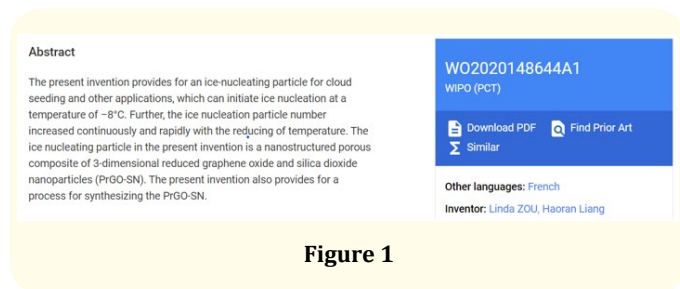 Abstract
The present invention provides for an ice-nucleating particle for cloud
seeding and other applications, which can initiate ice nucleation at a
temperature of −8°C. Further, the ice nucleation particle number
increased continuously and rapidly with the reducing of temperature. The
ice nucleating particle in the present invention is a nanostructured porous
composite of 3-dimensional reduced graphene oxide and silica dioxide
nanoparticles (PrGO-SN). The present invention also provides for a
process for synthesizing the PrGO-SN.
WO2020148644A1
WIPO (PCT)
Download PDF Find Prior Art
Similar
Other languages: French
Inventor: Linda ZOU, Haoran Liang
Figure 1